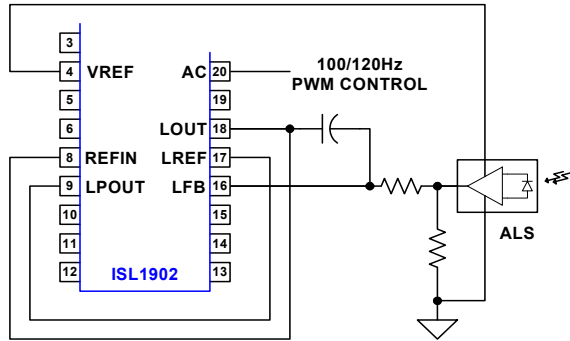 3
4 VREF
5
6
8 REFIN
9 LPOUT
10
11
12
AC 20
19
LOUT 18
LREF 17
LFB 16
15
14
13
ISL1902
100/120Hz
PWM CONTROL
ALS